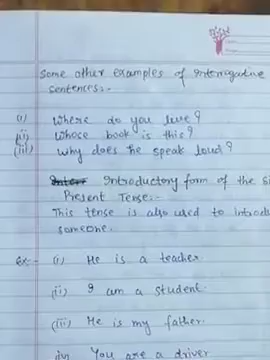 Some other examples of Interrogative
sentences:-
(i) Where do you live?
(ii) Whose book is this?
(iii) Why does he speak loud?
Introductory form of the Si
Present Tense:-
This tense is also used to introdu
someone.
Ex:- (i) He is a teacher.
(ii) I am a student.
(iii) He is my father.
iv) You are a driver